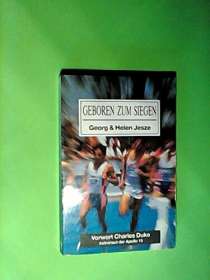 GEBOREN ZUM SIEGEN
Georg & Helen Jesze
Vorwort Charles Duke
Astronaut der Apollo 16